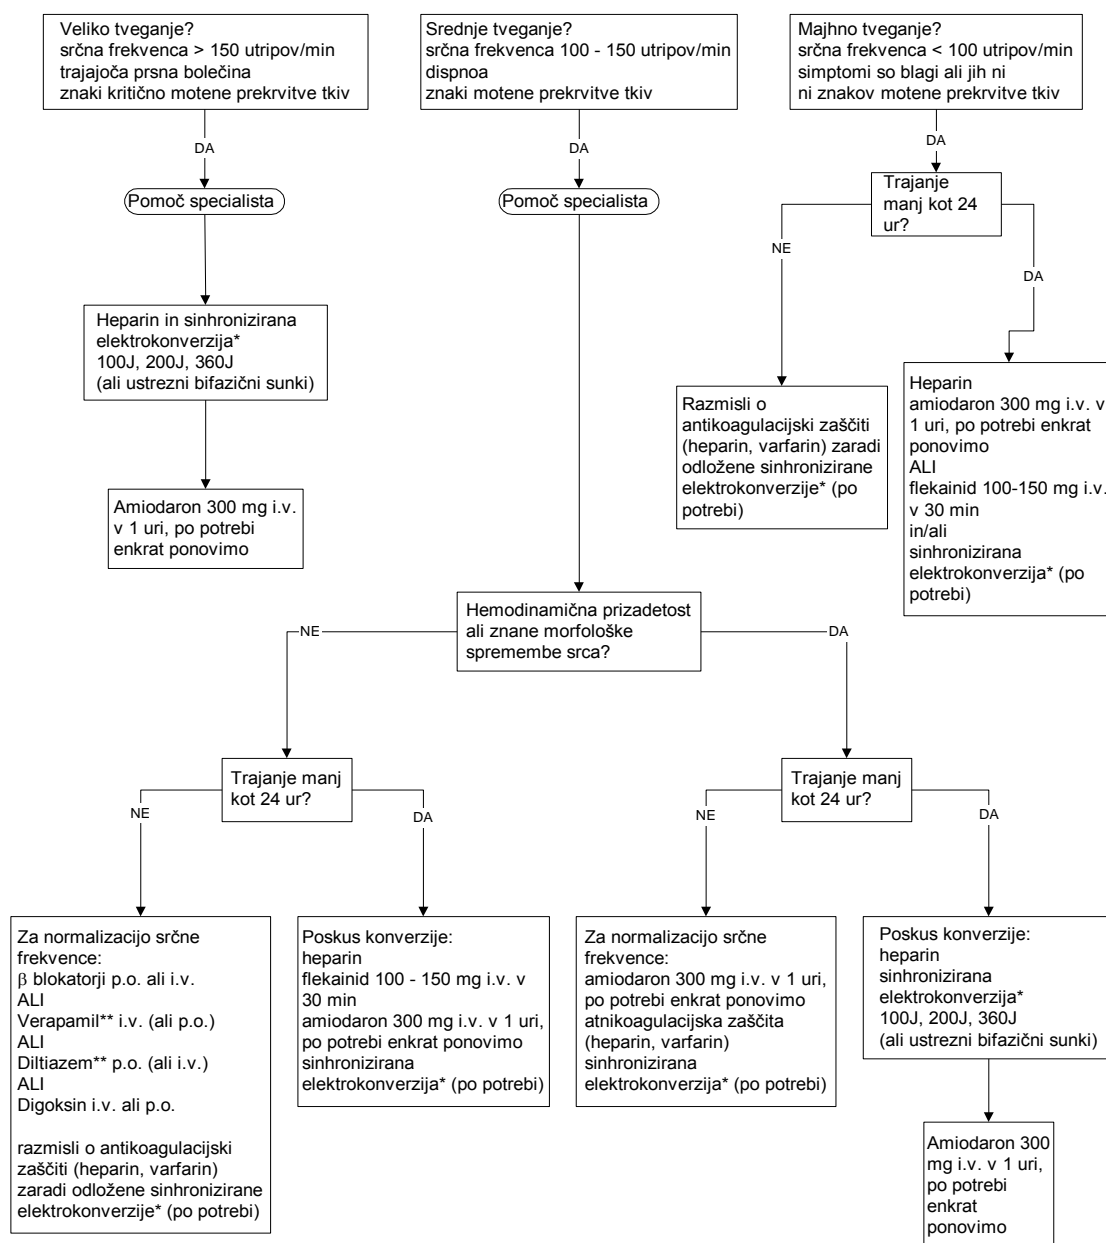 Veliko tveganje?
srčna frekvenca > 150 utripov/min
trajajoča prsna bolečina
znaki kritično motene prekrvitve tkiv
Srednje tveganje?
srčna frekvenca 100 - 150 utripov/min
dispnoa
znaki motene prekrvitve tkiv
Majhno tveganje?
srčna frekvenca < 100 utripov/min
simptomi so blagi ali jih ni
ni znakov motene prekrvitve tkiv
DA
DA
DA
Pomoč specialista
Pomoč specialista
Trajanje
manj kot 24
ur?
NE
DA
Heparin in sinhronizirana
elektrokonverzija*
100J, 200J, 360J
(ali ustrezni bifazični sunki)
Razmisli o
antikoagulacijski zaščiti
(heparin, varfarin) zaradi
odložene sinhronizirane
elektrokonverzije* (po
potrebi)
Heparin
amiodaron 300 mg i.v. v
1 uri, po potrebi enkrat
ponovimo
ALI
flekainid 100-150 mg i.v.
v 30 min
in/ali
sinhronizirana
elektrokonverzija* (po
potrebi)
Amiodaron 300 mg i.v.
v 1 uri, po potrebi
enkrat ponovimo
Hemodinamična prizadetost
ali znane morfološke
spremembe srca?
NE
DA
Trajanje manj
kot 24 ur?
Trajanje manj
kot 24 ur?
NE
DA
NE
DA
Za normalizacijo srčne
frekvence:
β blokatorji p.o. ali i.v.
ALI
Verapamil** i.v. (ali p.o.)
ALI
Diltiazem** p.o. (ali i.v.)
ALI
Digoksin i.v. ali p.o.
razmisli o antikoagulacijski
zaščiti (heparin, varfarin)
zaradi odložene sinhronizirane
elektrokonverzije* (po potrebi)
Poskus konverzije:
heparin
flekainid 100 - 150 mg i.v. v
30 min
amiodaron 300 mg i.v. v 1 uri,
po potrebi enkrat ponovimo
sinhronizirana
elektrokonverzija* (po potrebi)
Za normalizacijo srčne
frekvence:
amiodaron 300 mg i.v. v 1 uri,
po potrebi enkrat ponovimo
atnikoagulacijska zaščita
(heparin, varfarin)
sinhronizirana
elektrokonverzija* (po potrebi)
Poskus konverzije:
heparin
sinhronizirana
elektrokonverzija*
100J, 200J, 360J
(ali ustrezni bifazični sunki)
Amiodaron 300
mg i.v. v 1 uri,
po potrebi
enkrat
ponovimo